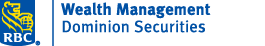 RBC
Wealth Management
Dominion Securities